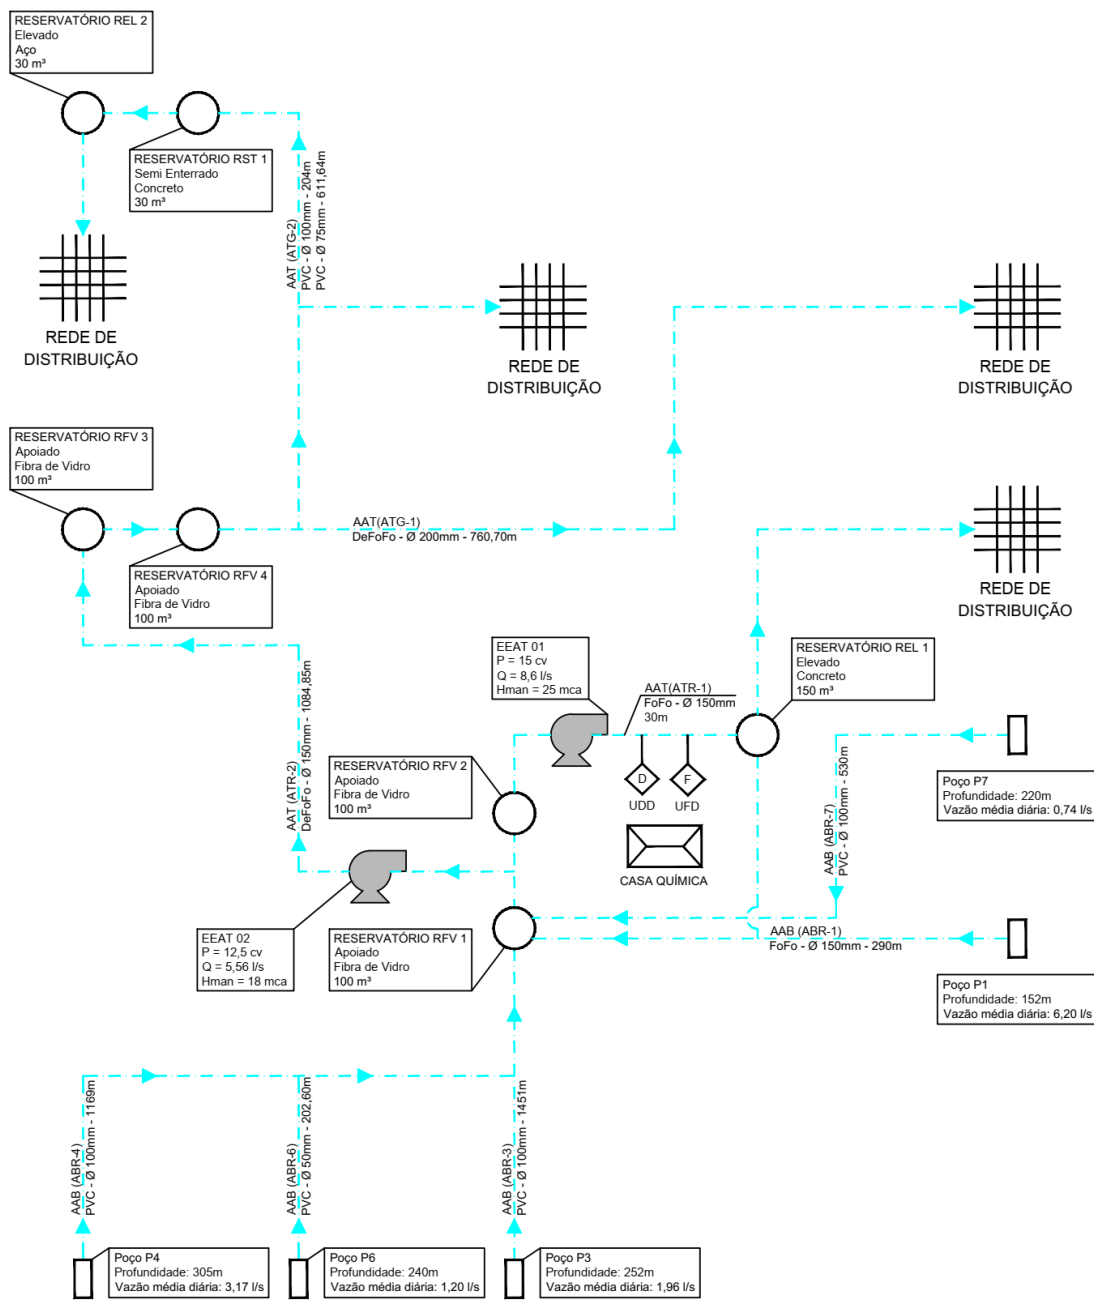 RESERVATÓRIO REL 2
Elevado
Aço
30 m³
RESERVATÓRIO RST 1
Semi Enterrado
Concreto
30 m³
AAT (ATG-2)
PVC - Ø 100mm - 204m
PVC - Ø 75mm - 611,64m
REDE DE
DISTRIBUIÇÃO
REDE DE
DISTRIBUIÇÃO
REDE DE
DISTRIBUIÇÃO
RESERVATÓRIO RFV 3
Apoiado
Fibra de Vidro
100 m³
AAT(ATG-1)
DeFoFo - Ø 200mm - 760,70m
RESERVATÓRIO RFV 4
Apoiado
Fibra de Vidro
100 m³
REDE DE
DISTRIBUIÇÃO
EEAT 01
P = 15 cv
Q = 8,6 l/s
Hman = 25 mca
AAT(ATR-1)
FoFo - Ø 150mm
30m
RESERVATÓRIO REL 1
Elevado
Concreto
150 m³
AAT (ATR-2)
DeFoFo - Ø 150mm - 1084,85m
RESERVATÓRIO RFV 2
Apoiado
Fibra de Vidro
100 m³
D
F
UDD
UFD
CASA QUÍMICA
AAB (ABR-7)
PVC - Ø 100mm - 530m
Poço P7
Profundidade: 220m
Vazão média diária: 0,74 l/s
EEAT 02
P = 12,5 cv
Q = 5,56 l/s
Hman = 18 mca
RESERVATÓRIO RFV 1
Apoiado
Fibra de Vidro
100 m³
AAB (ABR-1)
FoFo - Ø 150mm - 290m
Poço P1
Profundidade: 152m
Vazão média diária: 6,20 l/s
AAB (ABR-4)
PVC - Ø 100mm - 1169m
AAB (ABR-6)
PVC - Ø 50mm - 202,60m
AAB (ABR-3)
PVC - Ø 100mm - 1451m
Poço P4
Profundidade: 305m
Vazão média diária: 3,17 l/s
Poço P6
Profundidade: 240m
Vazão média diária: 1,20 l/s
Poço P3
Profundidade: 252m
Vazão média diária: 1,96 l/s